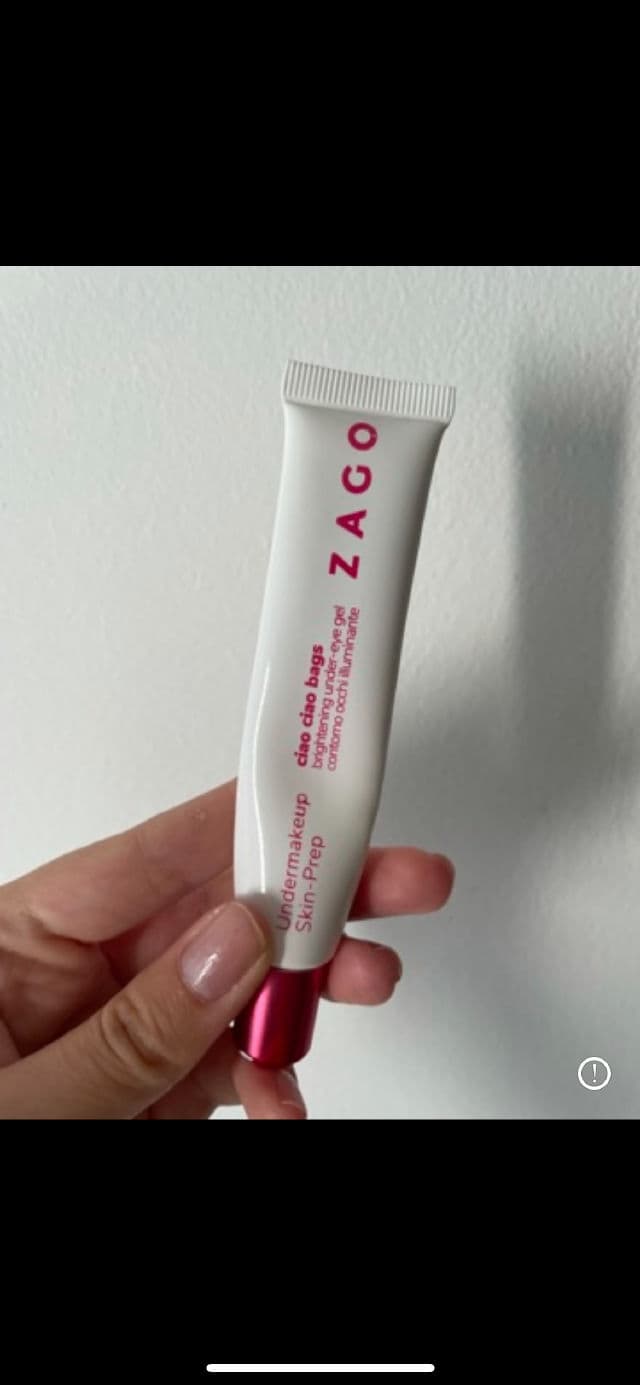 ZAGO
ciao ciao bags
brightening under-eye gel
contorno occhi illuminante
Undermakeup
Skin-Prep